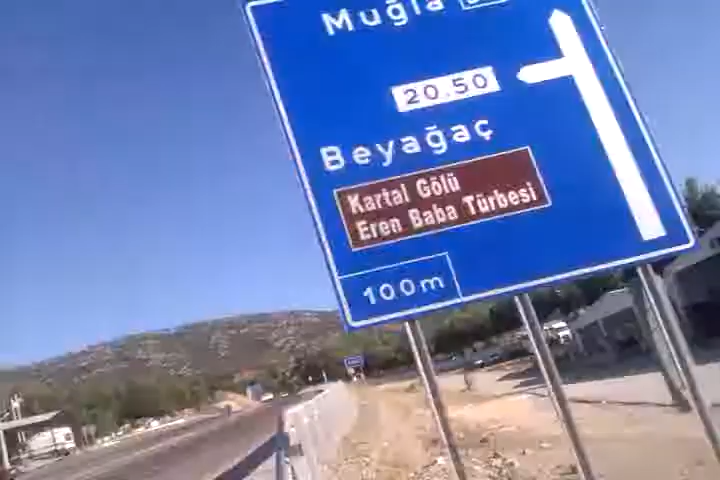 Muğla
20.50
Beyağaç
Kartal Gölü
Eren Baba Türbesi
100m